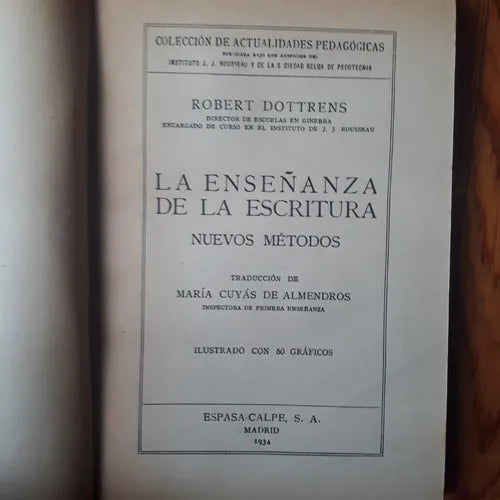 COLECCIÓN DE ACTUALIDADES PEDAGÓGICAS
PUBLICADA BAJO LOS AUSPICIOS DEL
INSTITUTO J. J. ROUSSEAU Y DE LA S CIEDAD BELGA DE PEDOTECNIA
ROBERT DOTTRENS
DIRECTOR DE ESCUELAS EN GINEBRA
ENCARGADO DE CURSO EN EL INSTITUTO DE J. J. ROUSSEAU
LA ENSEÑANZA
DE LA ESCRITURA
NUEVOS MÉTODOS
TRADUCCIÓN DE
MARÍA CUYÁS DE ALMENDROS
INSPECTORA DE PRIMERA ENSEÑANZA
ILUSTRADO CON 50 GRÁFICOS
ESPASA-CALPE, S. A.
MADRID
1934